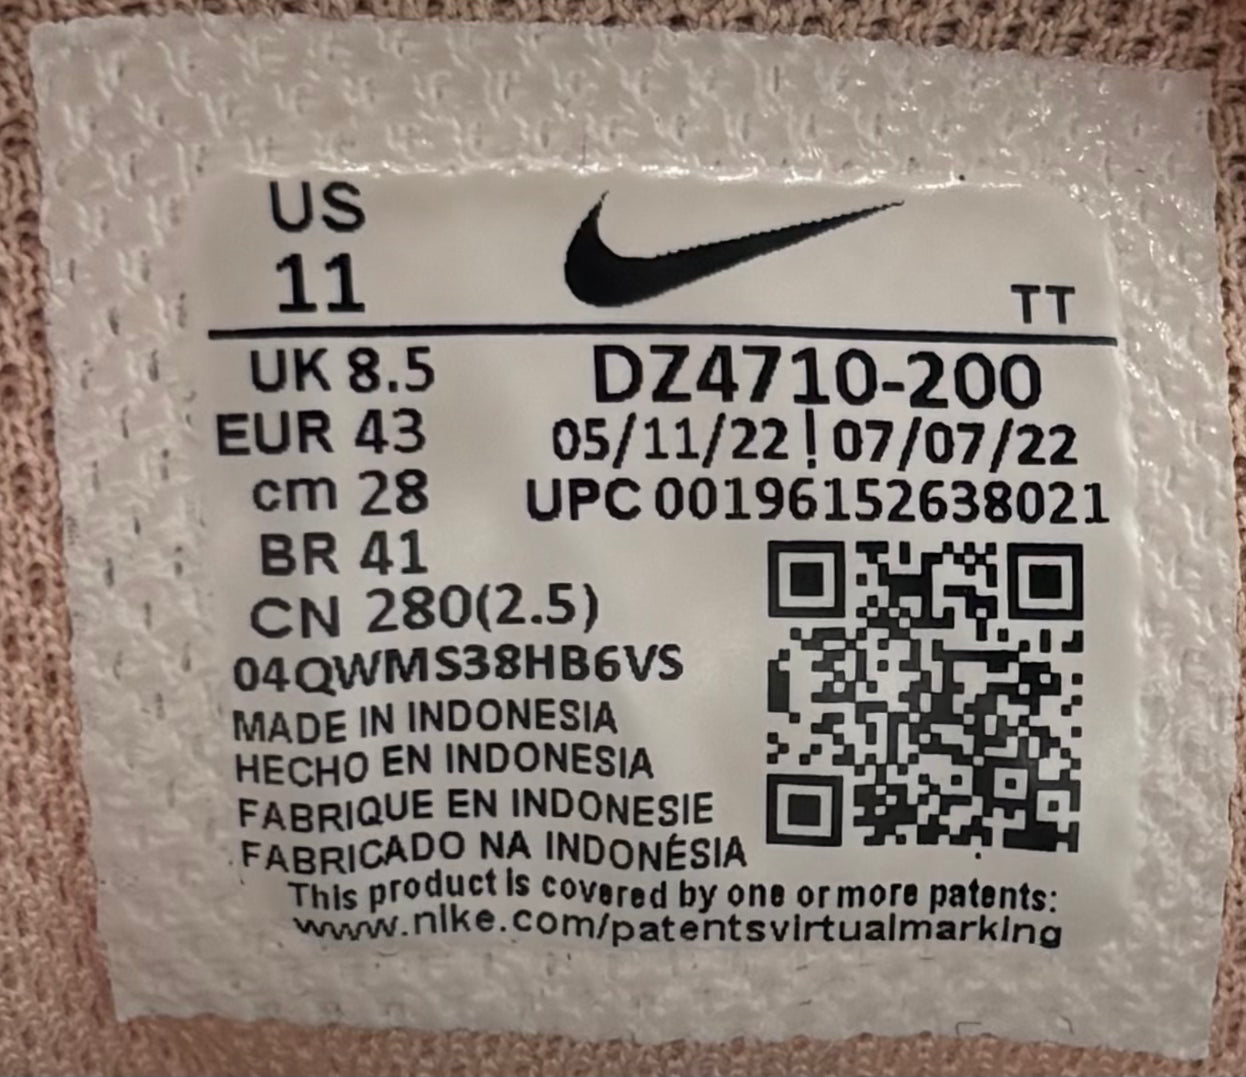 US
11
TT
UK 8.5
EUR 43
cm 28
BR 41
CN 280(2.5)
DZ4710-200
05/11/22 | 07/07/22
UPC 00196152638021
04QWMS38HB6VS
MADE IN INDONESIA
HECHO EN INDONESIA
FABRIQUE EN INDONESIE
FABRICADO NA INDONÉSIA
This product is covered by one or more patents:
www.nike.com/patentsvirtualmarking